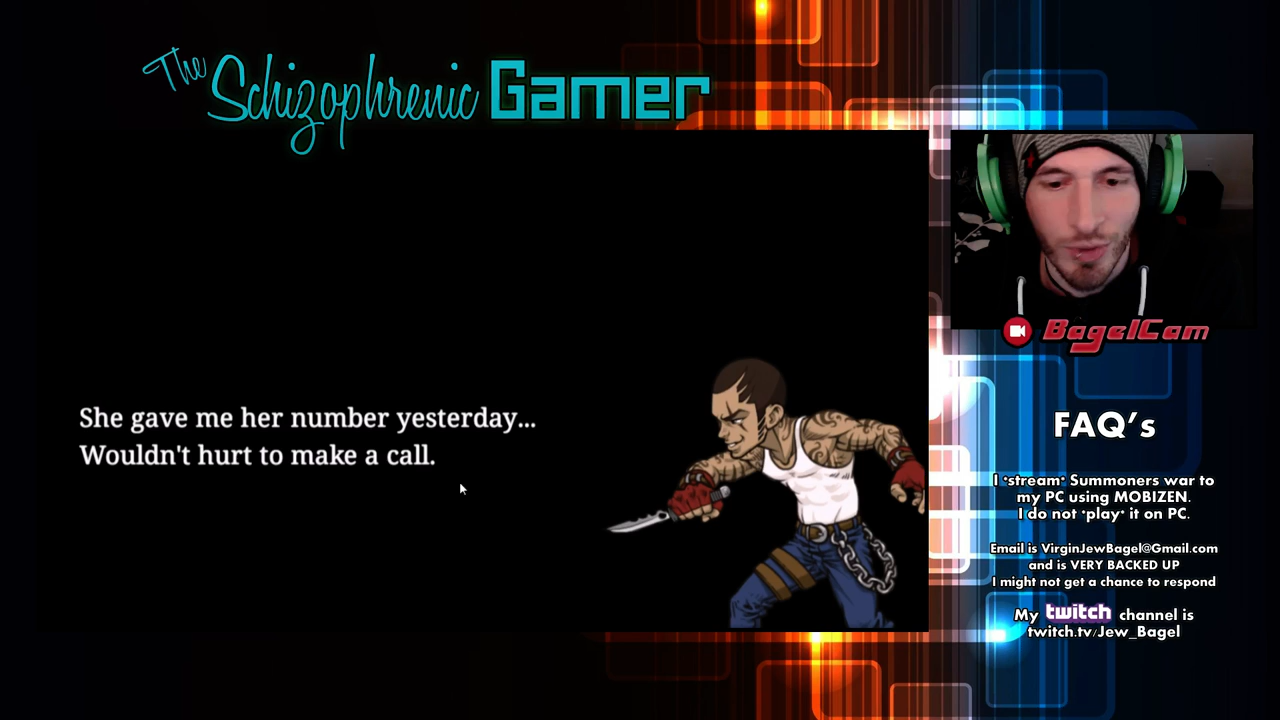 The Schizophrenic Gamer
She gave me her number yesterday...
Wouldn't hurt to make a call.
BagelCam
FAQ's
I *stream* Summoners war to
my PC using MOBIZEN.
I do not *play* it on PC.
Email is VirginJewBagel@Gmail.com
and is VERY BACKED UP
I might not get a chance to respond
My twitch channel is
twitch.tv/Jew_Bagel